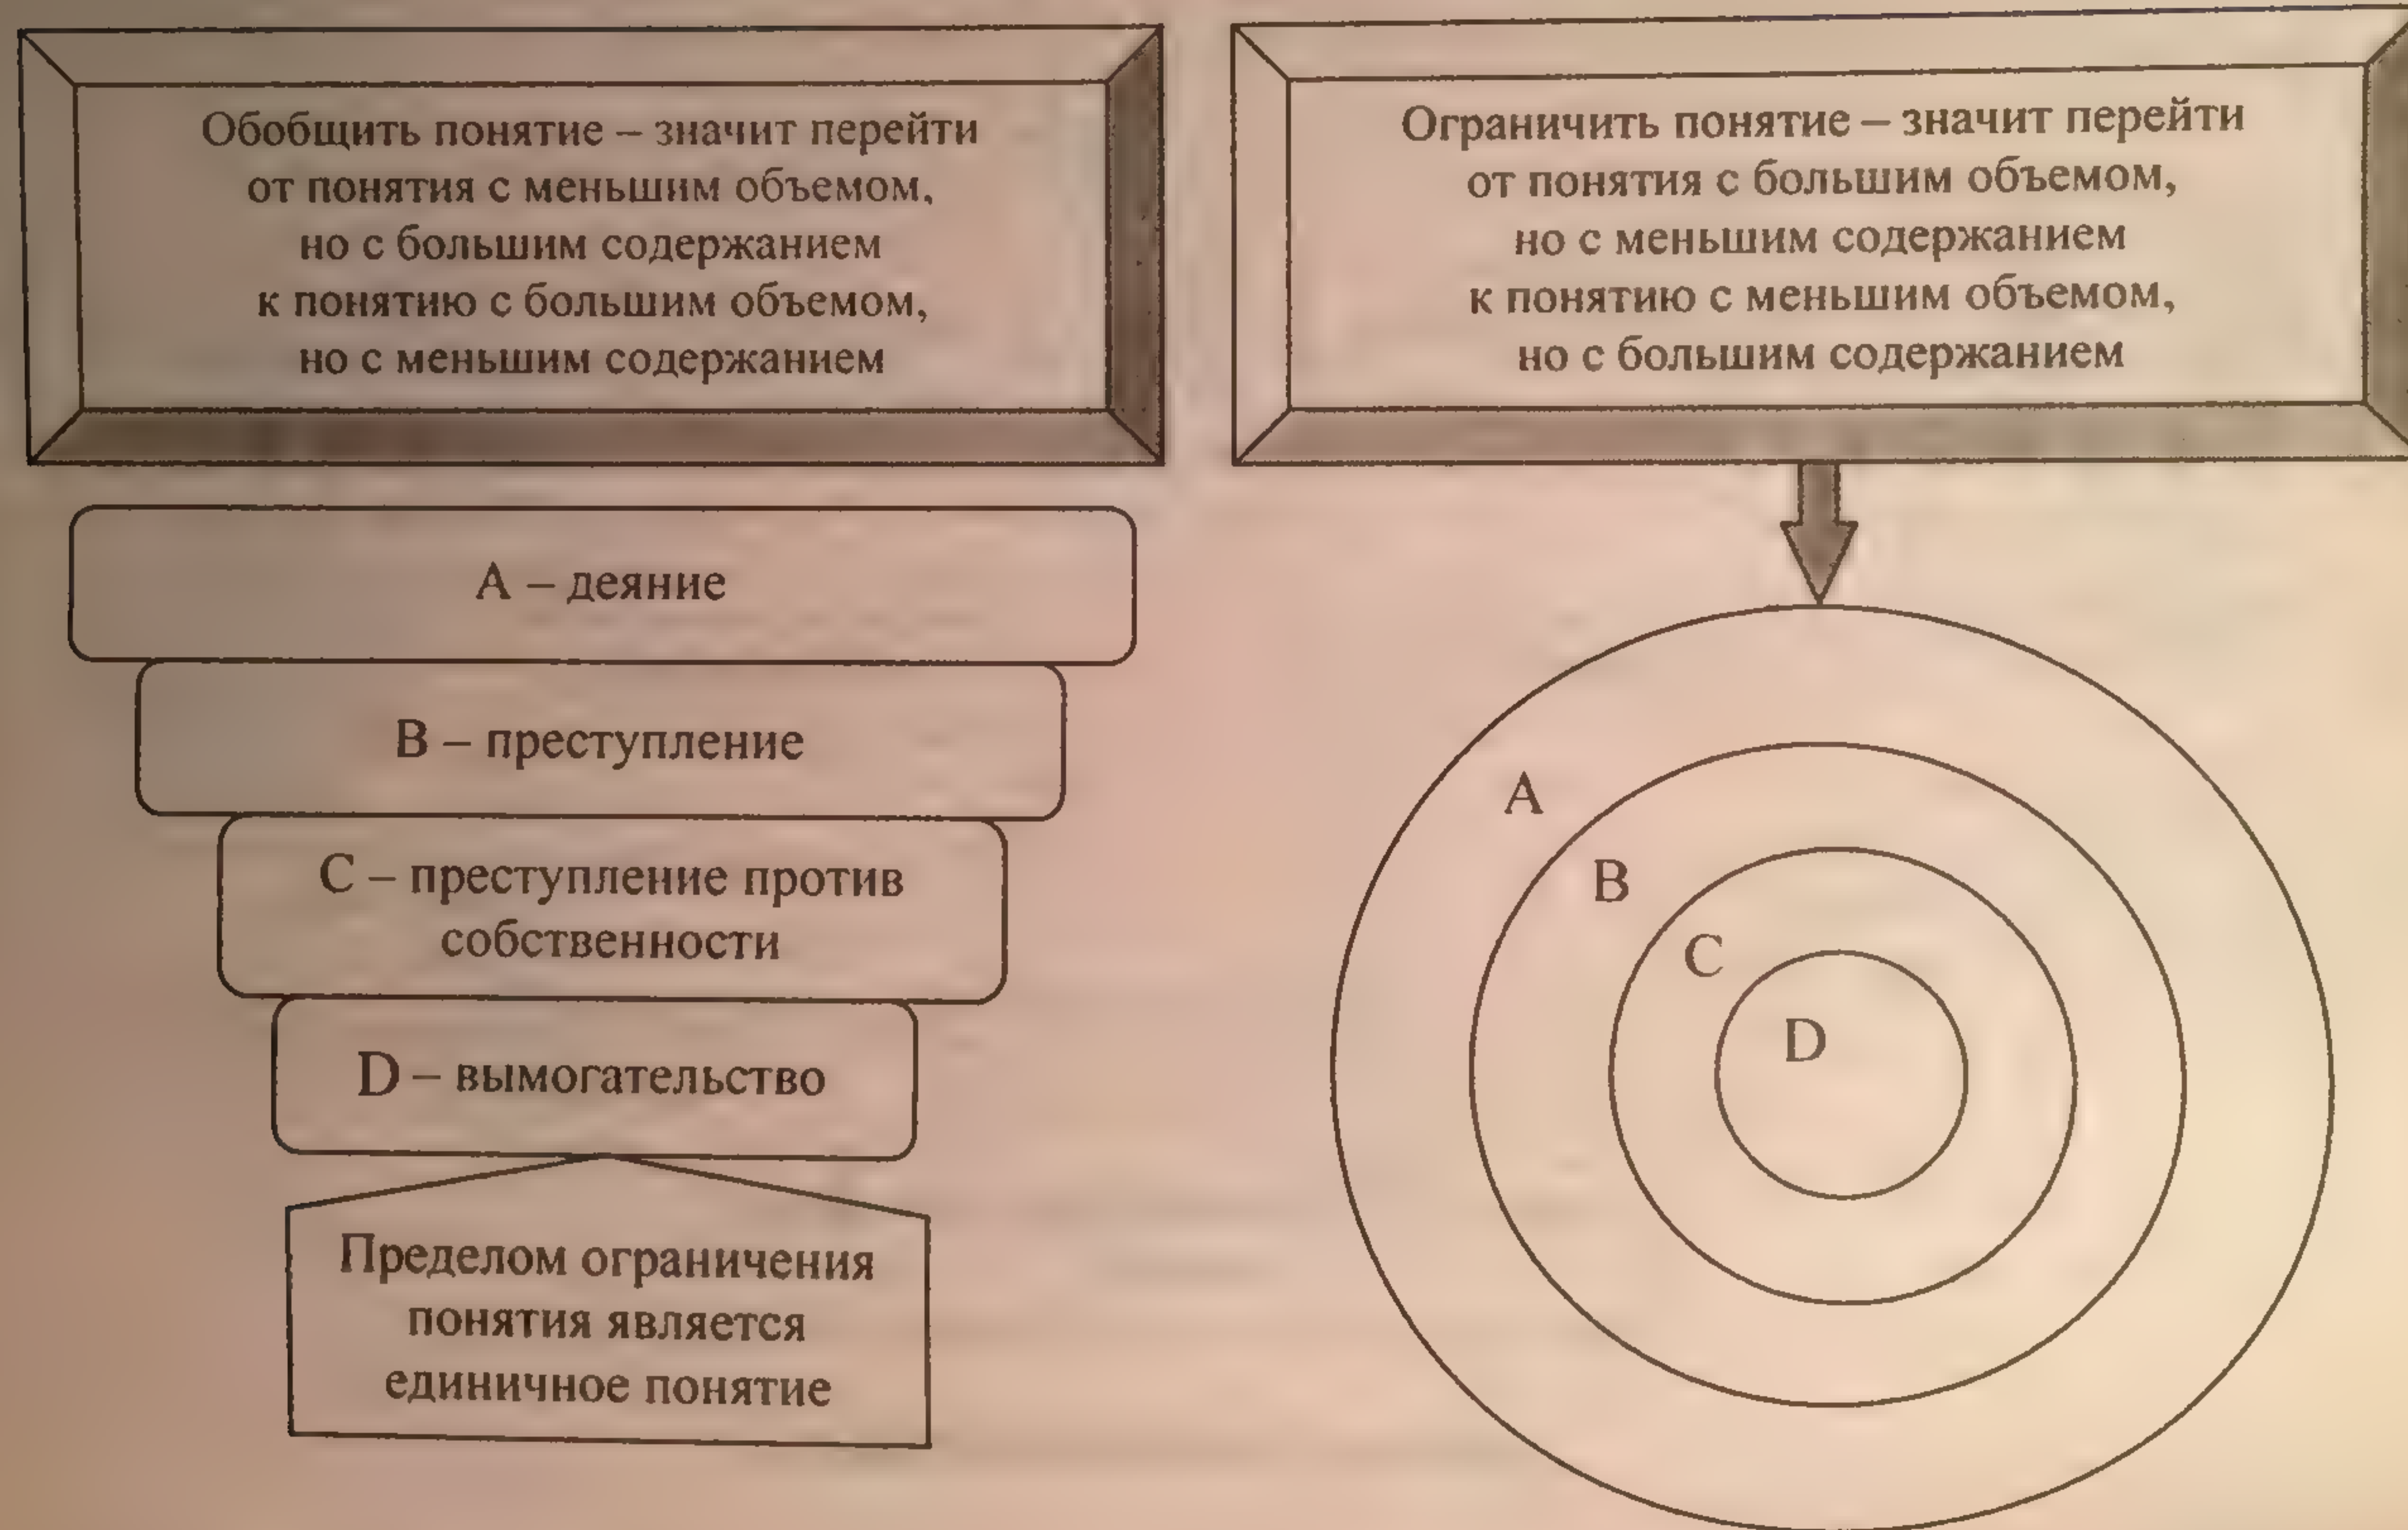 Обобщить понятие – значит перейти
от понятия с меньшим объемом,
но с большим содержанием
к понятию с большим объемом,
но с меньшим содержанием
Ограничить понятие – значит перейти
от понятия с большим объемом,
но с меньшим содержанием
к понятию с меньшим объемом,
но с большим содержанием
A – деяние
B – преступление
C – преступление против
собственности
D – вымогательство
Пределом ограничения
понятия является
единичное понятие
A
B
C
D